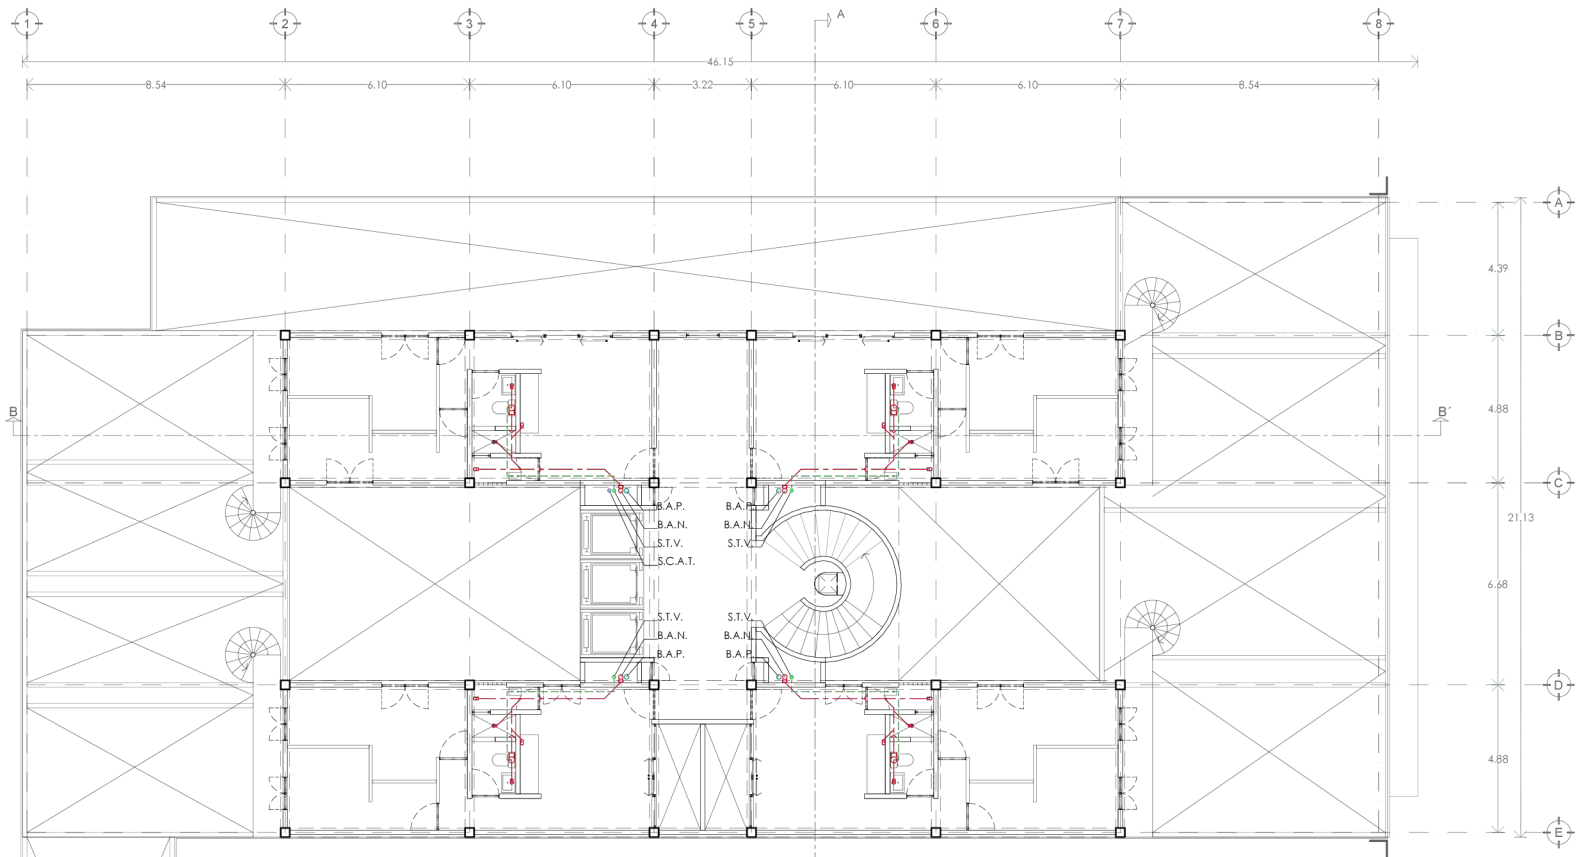 1 2 3 4 5 6 7 8
A
46.15
8.54 6.10 6.10 3.22 6.10 6.10 8.54
A
4.39
B
B B´
4.88
C
B.A.P. B.A.P.
B.A.N. B.A.N.
S.T.V. S.T.V.
S.C.A.T.
21.13
6.68
S.T.V. S.T.V.
B.A.N. B.A.N.
B.A.P. B.A.P.
D
4.88
E